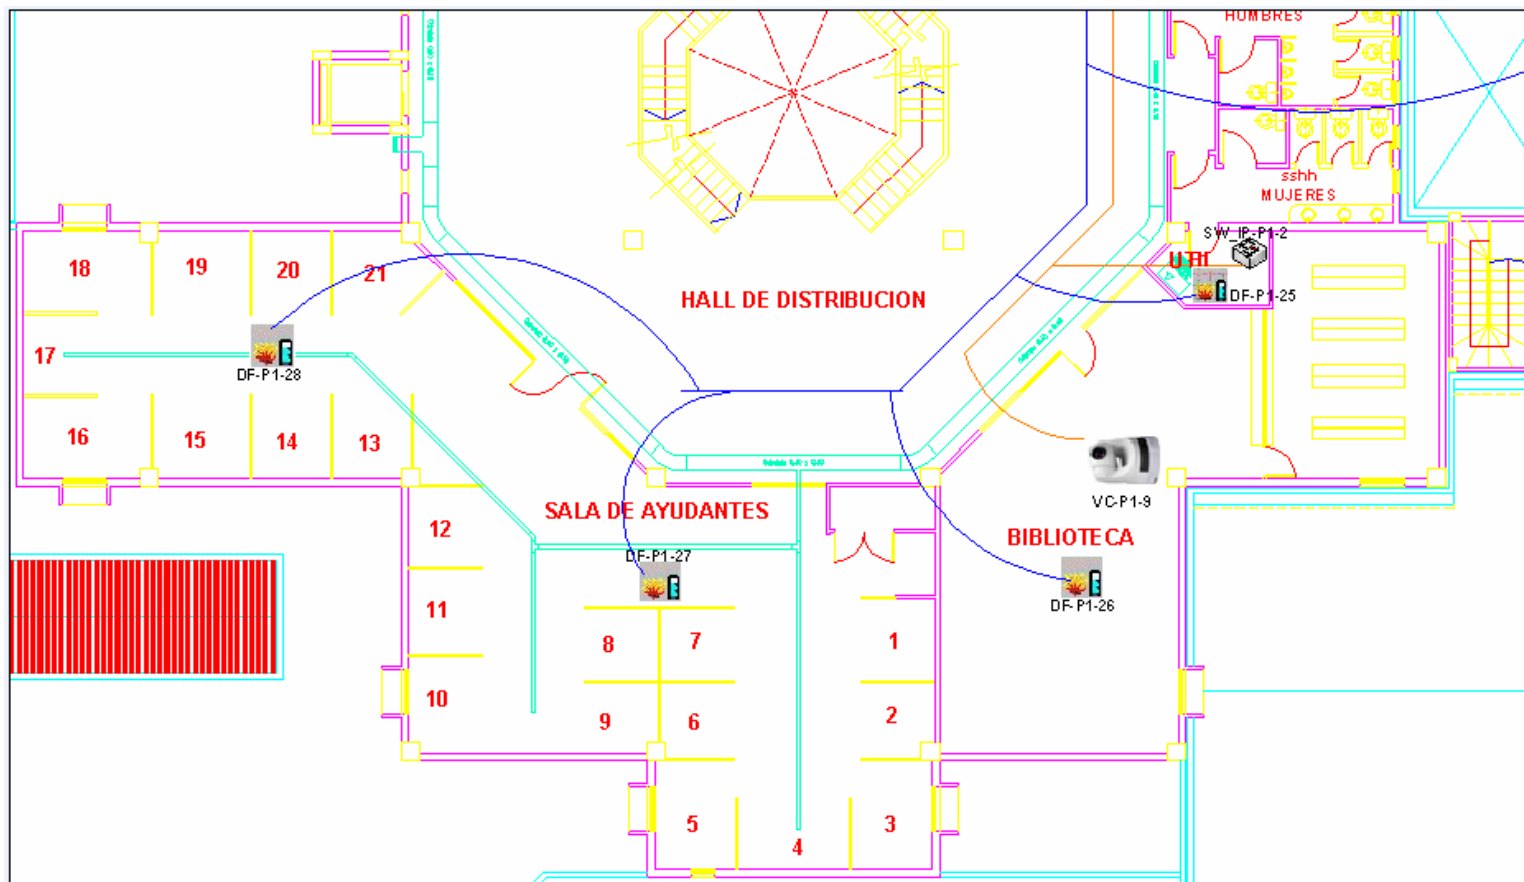 HOMBRES
sshh
MUJERES
SW_IP-P1-2
UTII
DF-P1-25
18
19
20
21
HALL DE DISTRIBUCION
17
DF-P1-28
16
15
14
13
VC-P1-9
12
SALA DE AYUDANTES
BIBLIOTECA
DF-P1-27
DF-P1-26
11
8
7
1
10
9
6
2
5
4
3